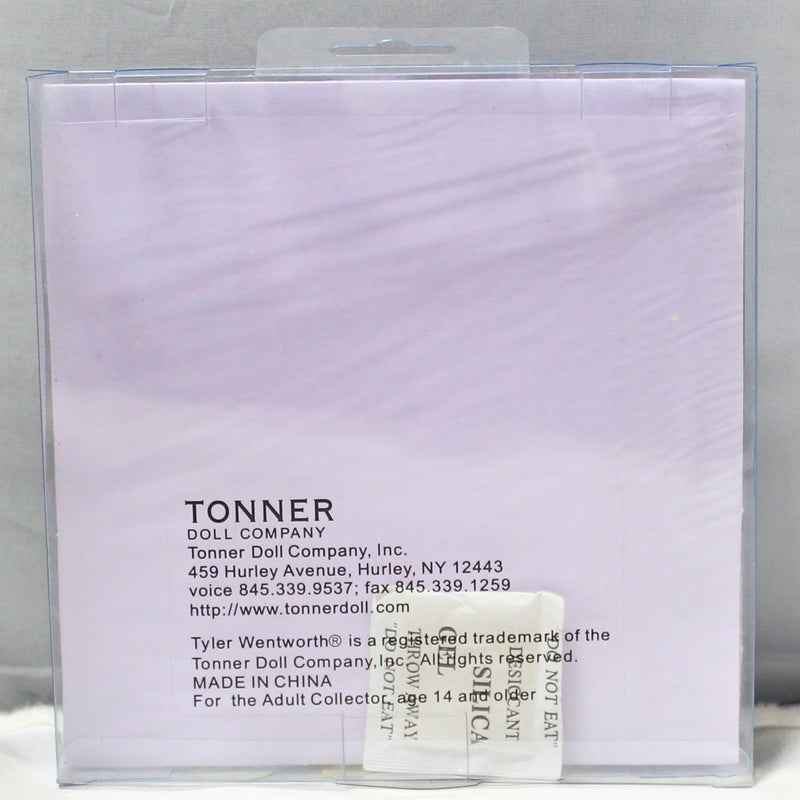 TONNER
DOLL COMPANY
Tonner Doll Company, Inc.
459 Hurley Avenue, Hurley, NY 12443
voice 845.339.9537; fax 845.339.1259
http://www.tonnerdoll.com
Tyler Wentworth® is a registered trademark of the
Tonner Doll Company,Inc. All rights reserved.
MADE IN CHINA
For the Adult Collector, age 14 and older
"DO NOT EAT"
THROW AWAY
GEL
SILICA
DESICCANT
"DO NOT EAT"